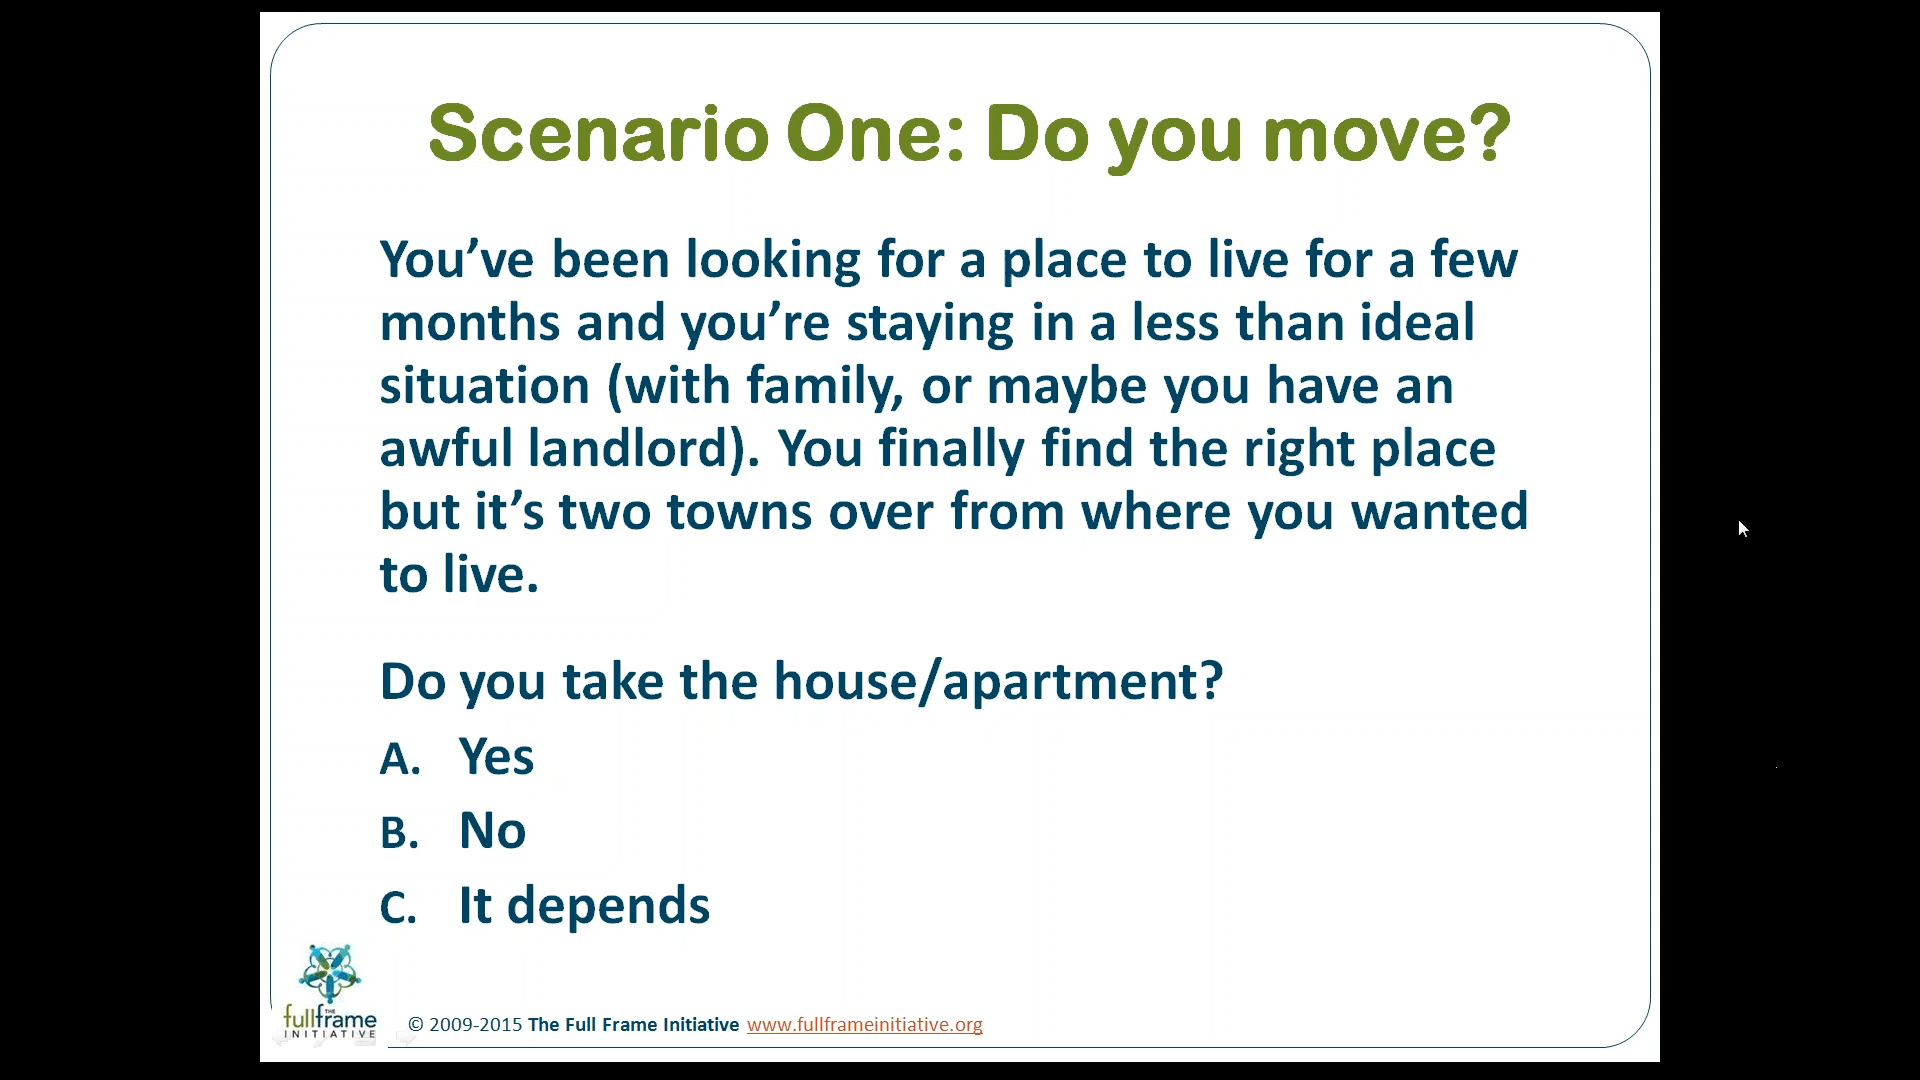 Scenario One: Do you move?
You’ve been looking for a place to live for a few
months and you’re staying in a less than ideal
situation (with family, or maybe you have an
awful landlord). You finally find the right place
but it’s two towns over from where you wanted
to live.
Do you take the house/apartment?
A. Yes
B. No
C. It depends
THE
fullframe
INITIATIVE
© 2009-2015 The Full Frame Initiative www.fullframeinitiative.org